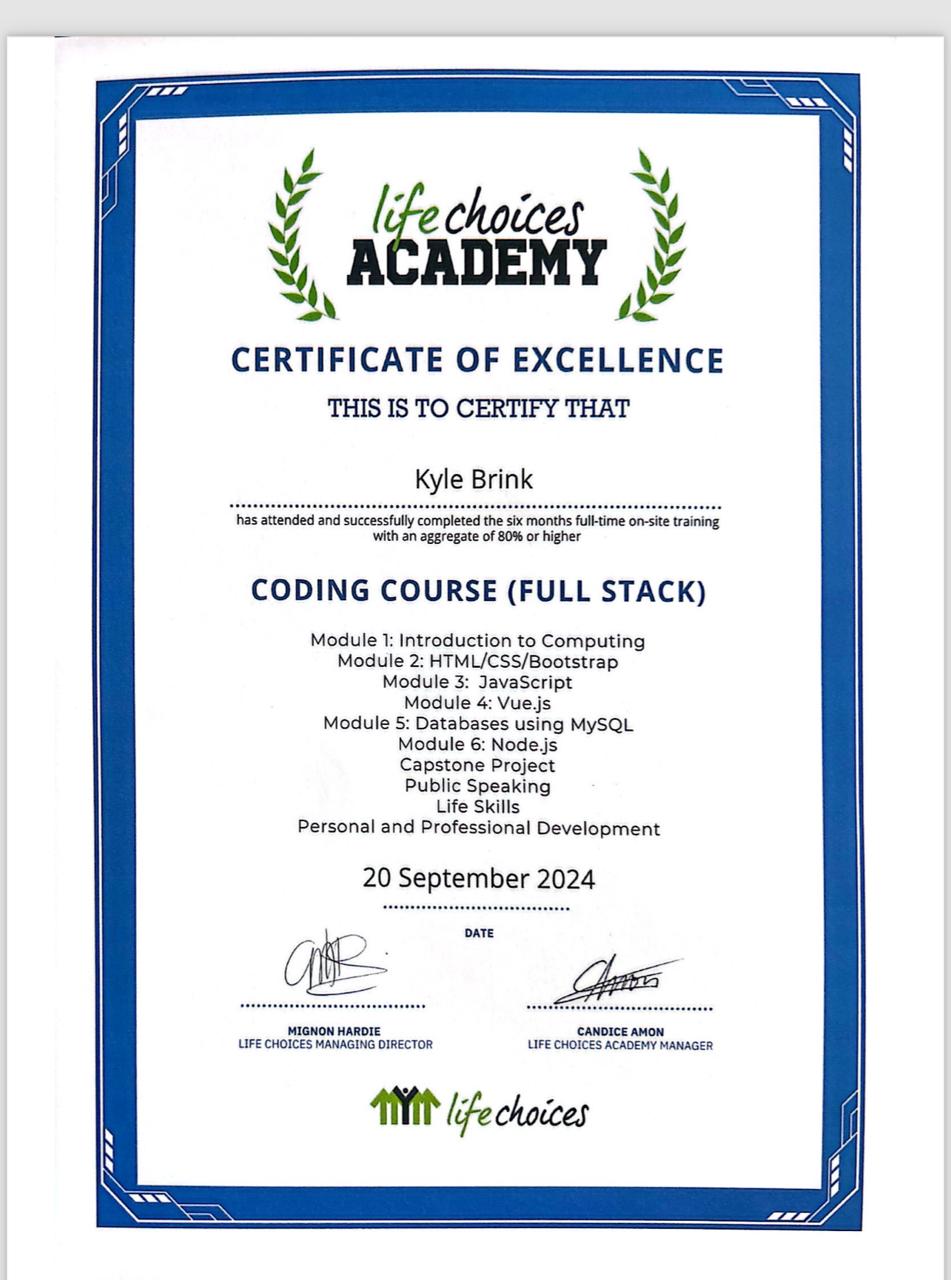 life choices
ACADEMY
CERTIFICATE OF EXCELLENCE
THIS IS TO CERTIFY THAT
Kyle Brink
has attended and successfully completed the six months full-time on-site training
with an aggregate of 80% or higher
CODING COURSE (FULL STACK)
Module 1: Introduction to Computing
Module 2: HTML/CSS/Bootstrap
Module 3: JavaScript
Module 4: Vue.js
Module 5: Databases using MySQL
Module 6: Node.js
Capstone Project
Public Speaking
Life Skills
Personal and Professional Development
20 September 2024
DATE
MIGNON HARDIE
LIFE CHOICES MANAGING DIRECTOR
CANDICE AMON
LIFE CHOICES ACADEMY MANAGER
life choices